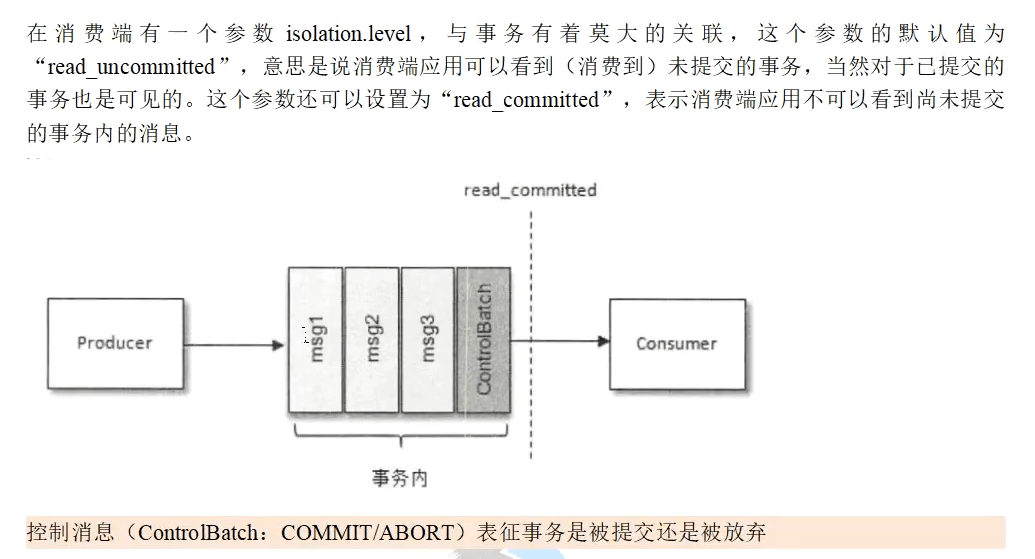 在消费端有一个参数 isolation.level，与事务有着莫大的关联，这个参数的默认值为
“read_uncommitted”，意思是说消费端应用可以看到（消费到）未提交的事务，当然对于已提交的
事务也是可见的。这个参数还可以设置为“read_committed”，表示消费端应用不可以看到尚未提交
的事务内的消息。
read_committed
Producer
msg1
msg2
msg3
ControlBatch
Consumer
事务内
控制消息（ControlBatch：COMMIT/ABORT）表征事务是被提交还是被放弃